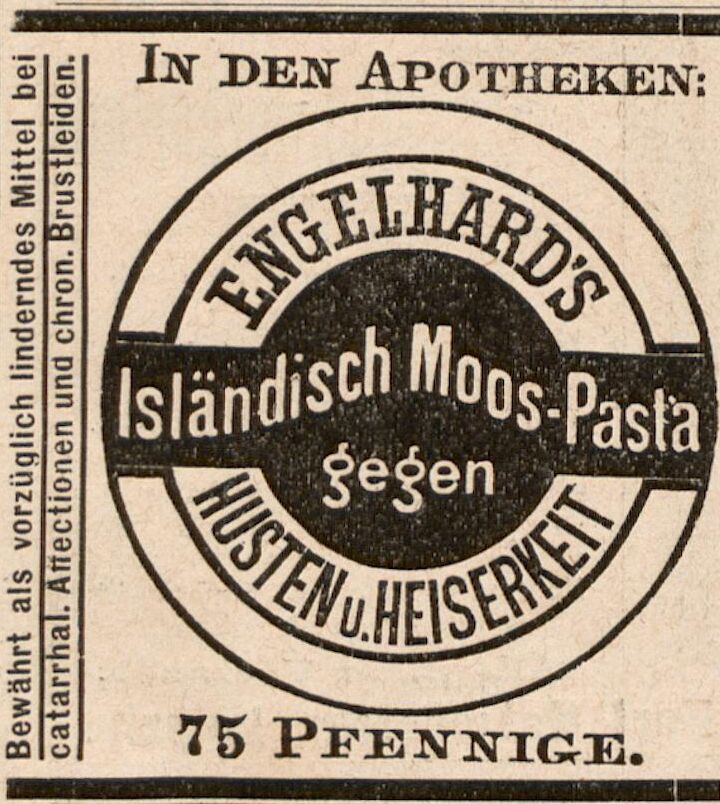 IN DEN APOTHEKEN:
ENGELHARD'S
Isländisch Moos-Pasta
gegen
HUSTEN u. HEISERKEIT
75 PFENNIGE.
Bewährt als vorzüglich linderndes Mittel bei
catarrhal. Affectionen und chron. Brustleiden.